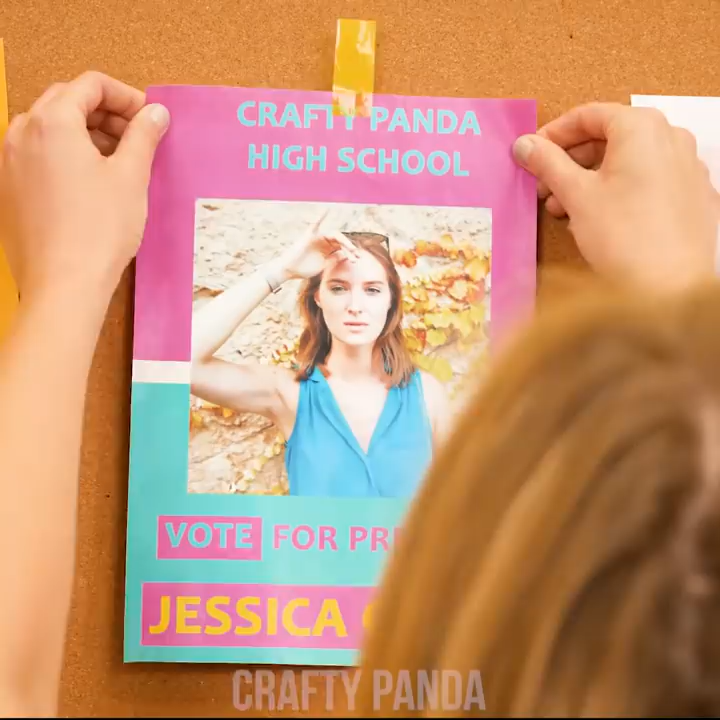 CRAFTY PANDA
HIGH SCHOOL
VOTE FOR PR
JESSICA
CRAFTY PANDA